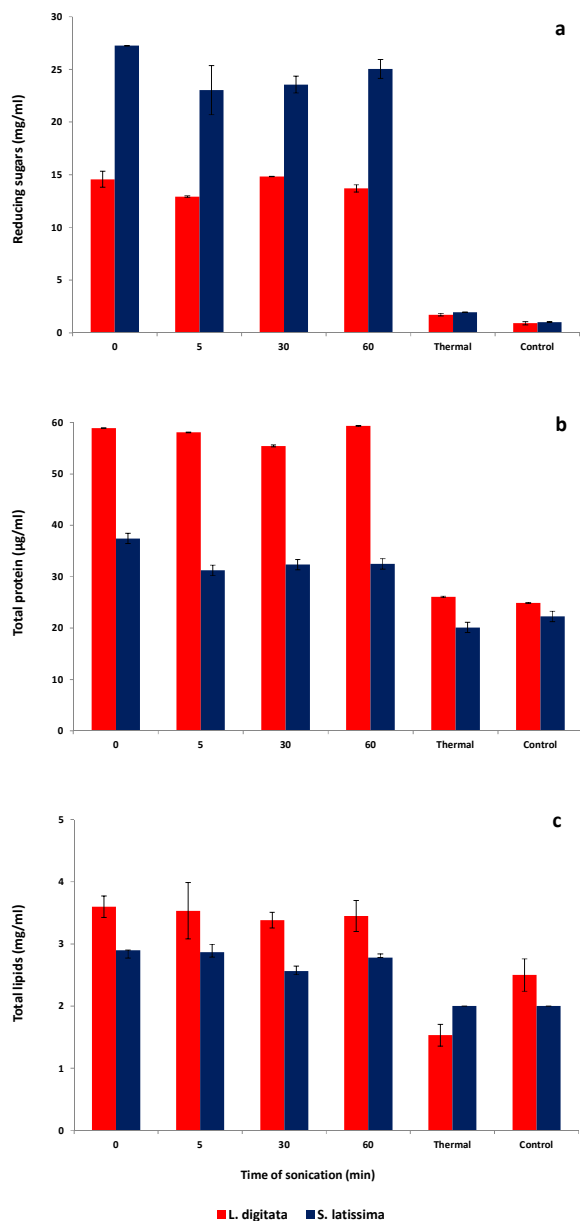 a
Reducing sugars (mg/ml)
30
25
20
15
10
5
0
0 5 30 60 Thermal Control
b
Total protein (µg/ml)
60
50
40
30
20
10
0
0 5 30 60 Thermal Control
c
Total lipids (mg/ml)
5
4
3
2
1
0
0 5 30 60 Thermal Control
Time of sonication (min)
L. digitata S. latissima